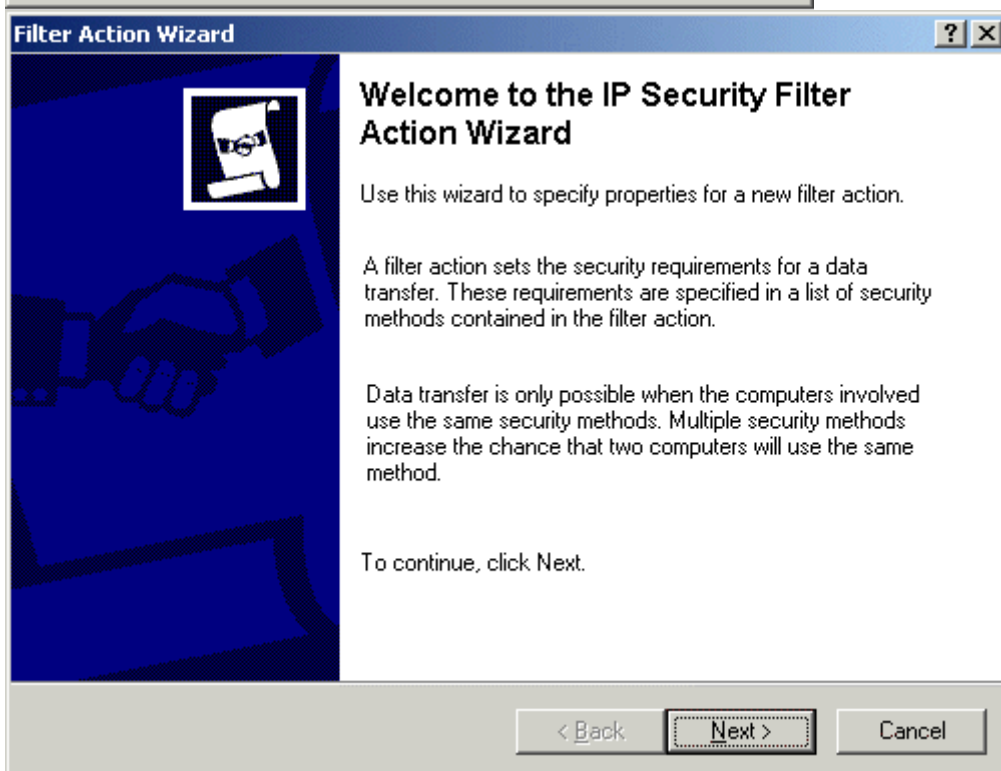 Filter Action Wizard
Welcome to the IP Security Filter
Action Wizard
Use this wizard to specify properties for a new filter action.
A filter action sets the security requirements for a data
transfer. These requirements are specified in a list of security
methods contained in the filter action.
Data transfer is only possible when the computers involved
use the same security methods. Multiple security methods
increase the chance that two computers will use the same
method.
To continue, click Next.
< Back Next > Cancel